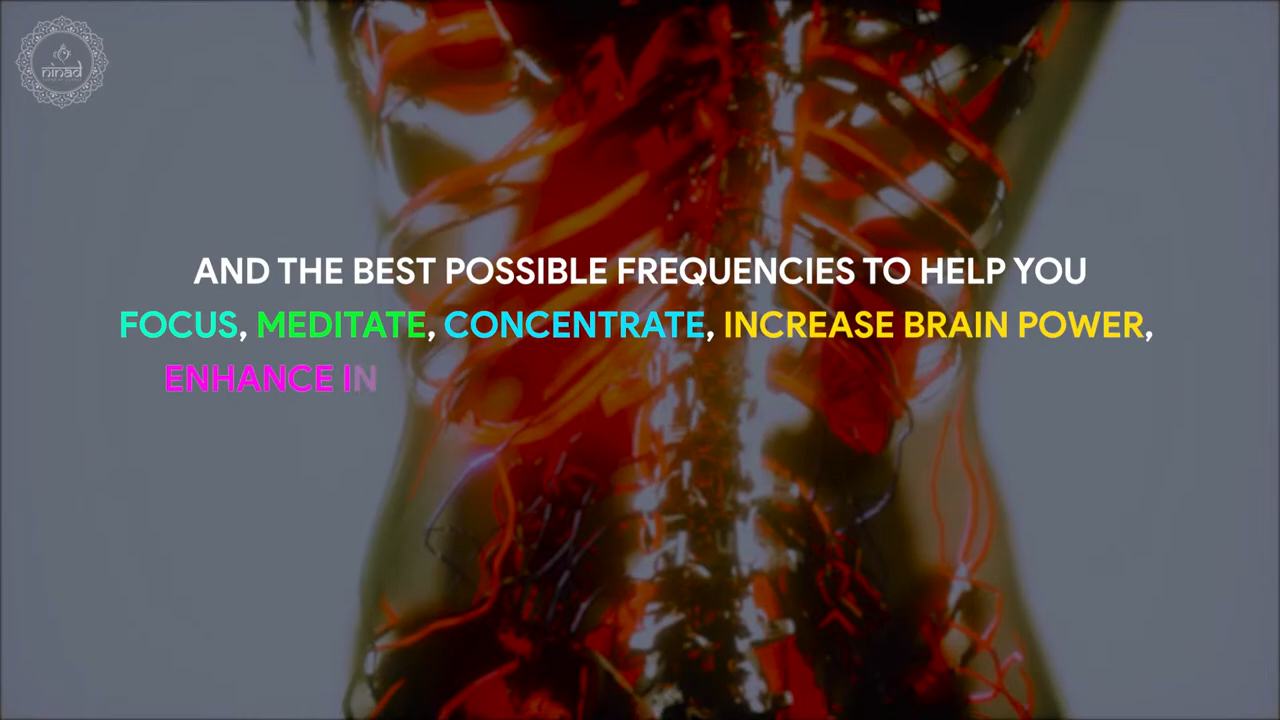 ninad
AND THE BEST POSSIBLE FREQUENCIES TO HELP YOU
FOCUS, MEDITATE, CONCENTRATE, INCREASE BRAIN POWER,
ENHANCE IN